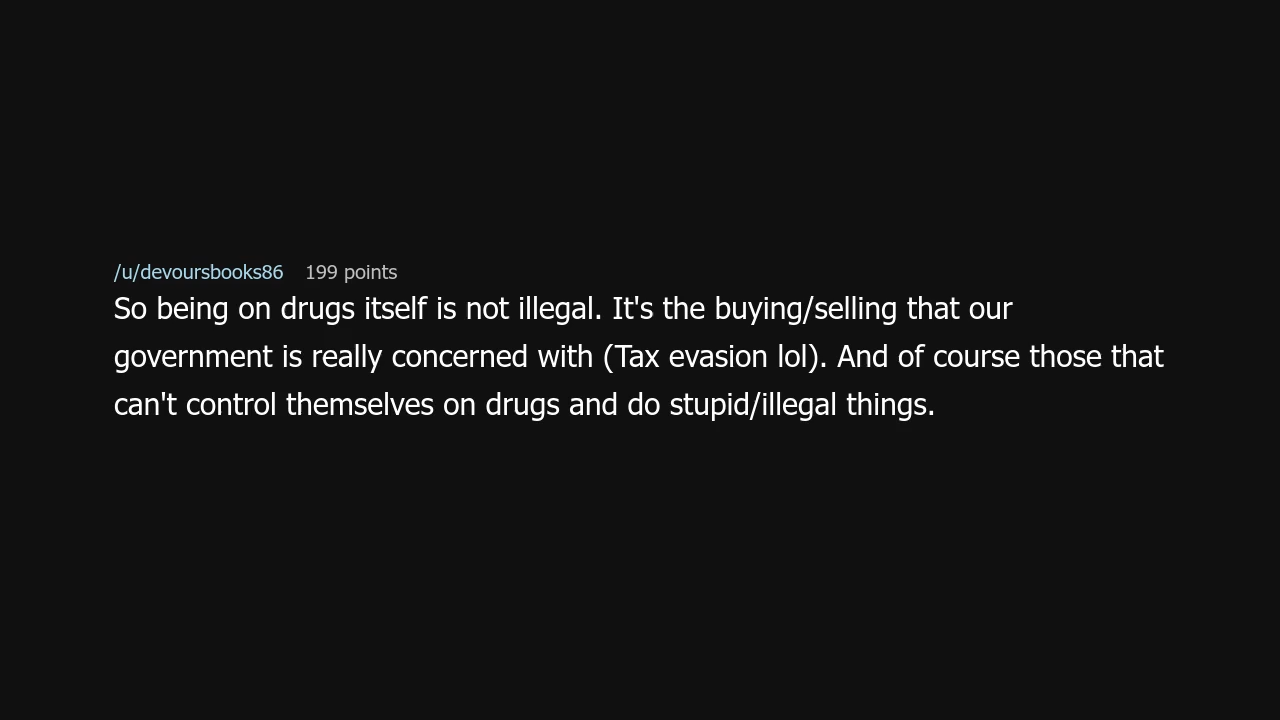 /u/devoursbooks86 199 points
So being on drugs itself is not illegal. It's the buying/selling that our
government is really concerned with (Tax evasion lol). And of course those that
can't control themselves on drugs and do stupid/illegal things.